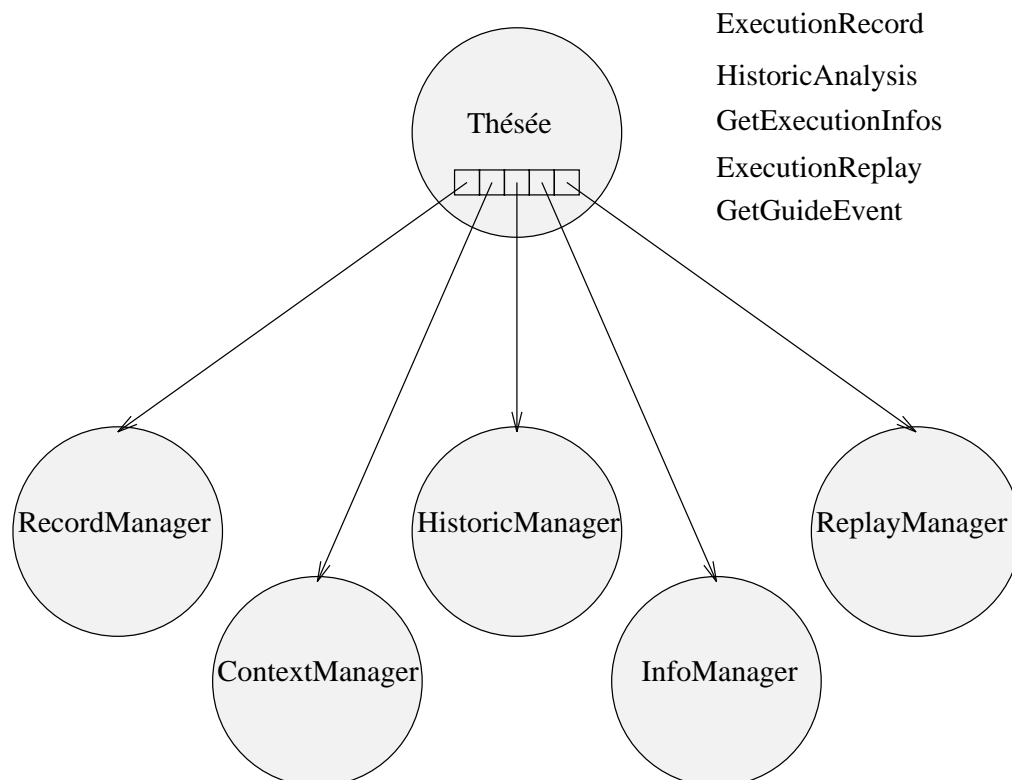 ExecutionRecord
HistoricAnalysis
Thésée
GetExecutionInfos
ExecutionReplay
GetGuideEvent
RecordManager
HistoricManager
ReplayManager
ContextManager
InfoManager